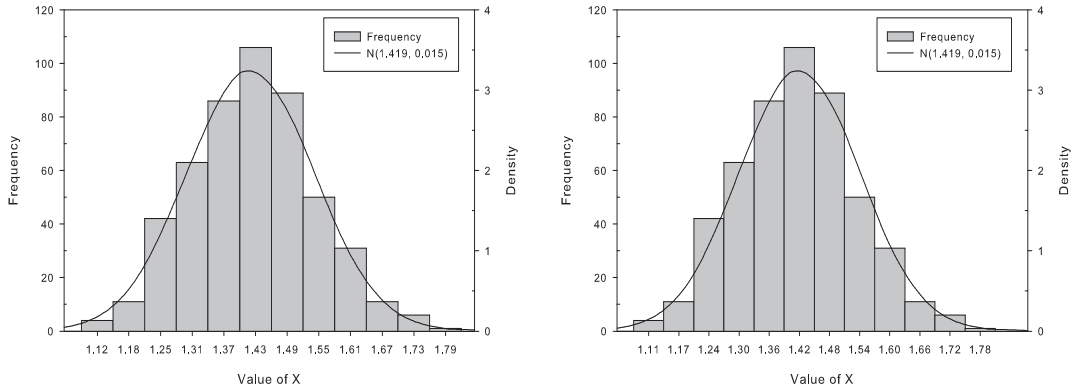 120
100
80
60
40
20
0
Frequency
4
3
2
1
0
Density
Frequency
N(1,419, 0,015)
1,12 1,18 1,25 1,31 1,37 1,43 1,49 1,55 1,61 1,67 1,73 1,79
Value of X
120
100
80
60
40
20
0
Frequency
4
3
2
1
0
Density
Frequency
N(1,419, 0,015)
1,11 1,17 1,24 1,30 1,36 1,42 1,48 1,54 1,60 1,66 1,72 1,78
Value of X